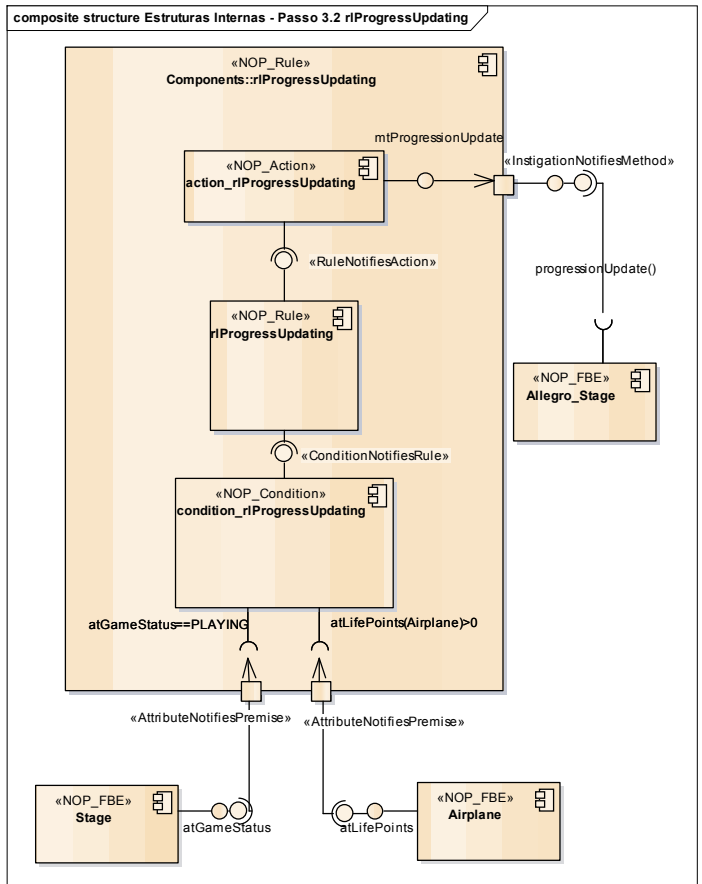 composite structure Estruturas Internas - Passo 3.2 rlProgressUpdating
«NOP_Rule»
Components::rlProgressUpdating
mtProgressionUpdate
«NOP_Action»
action_rlProgressUpdating
«InstigationNotifiesMethod»
«RuleNotifiesAction»
progressionUpdate()
«NOP_Rule»
rlProgressUpdating
«NOP_FBE»
Allegro_Stage
«ConditionNotifiesRule»
«NOP_Condition»
condition_rlProgressUpdating
atGameStatus==PLAYING
atLifePoints(Airplane)>0
«AttributeNotifiesPremise»
«AttributeNotifiesPremise»
«NOP_FBE»
Stage
atGameStatus
atLifePoints
«NOP_FBE»
Airplane